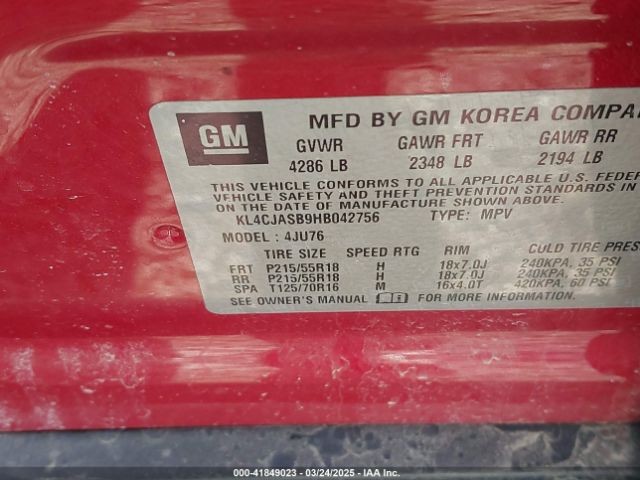 GM
MFD BY GM KOREA COMPA
GVWR GAWR FRT GAWR RR
4286 LB 2348 LB 2194 LB
THIS VEHICLE CONFORMS TO ALL APPLICABLE U.S. FEDER
VEHICLE SAFETY AND THEFT PREVENTION STANDARDS
ON THE DATE OF MANUFACTURE SHOWN ABOVE.
KL4CJASB9HB042756 TYPE: MPV
MODEL: 4JU76
TIRE SIZE SPEED RTG RIM COLD TIRE PRES
FRT P215/55R18 H 18x7.0J 240KPA, 35 PSI
RR P215/55R18 H 18x7.0J 240KPA, 35 PSI
SPA T125/70R16 M 16x4.0T 420KPA, 60 PSI
SEE OWNER'S MANUAL FOR MORE INFORMATION.
000-41849023 — 03/24/2025 — IAA Inc.